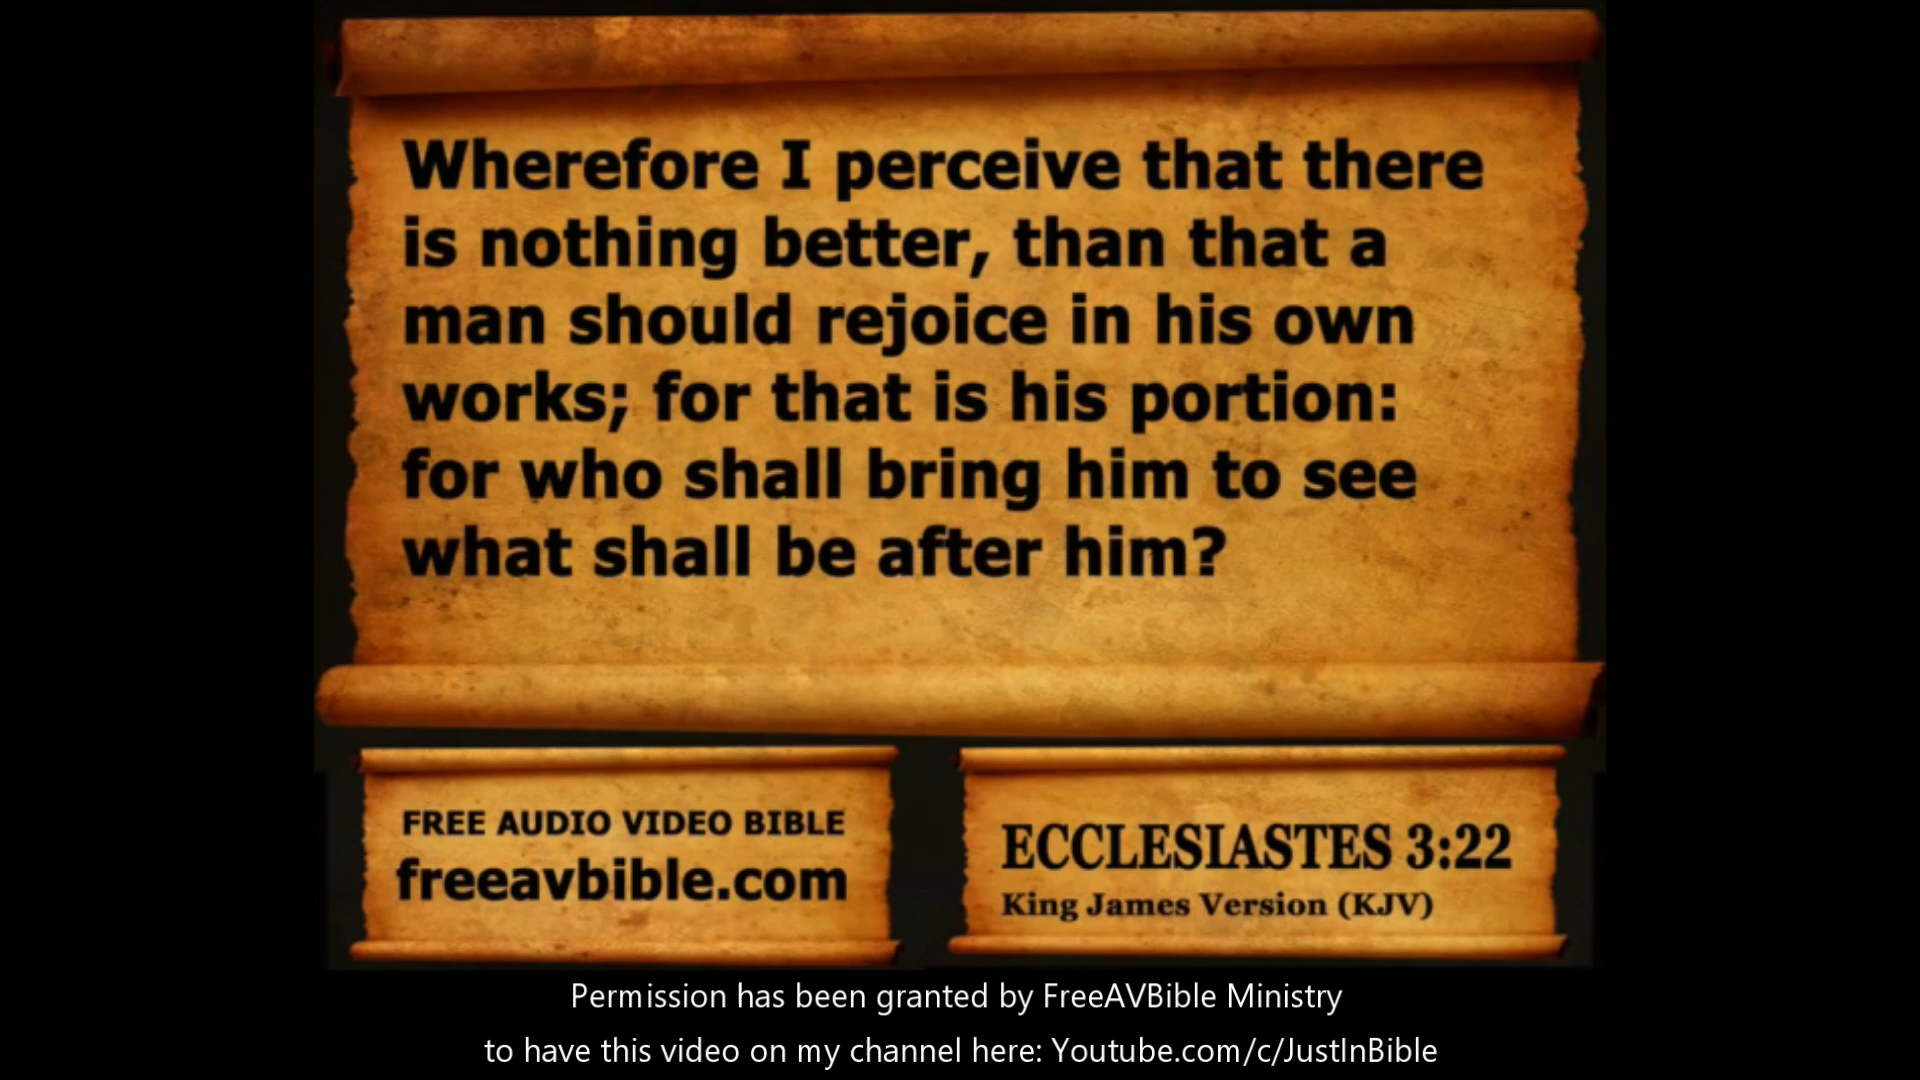 Wherefore I perceive that there
is nothing better, than that a
man should rejoice in his own
works; for that is his portion:
for who shall bring him to see
what shall be after him?
FREE AUDIO VIDEO BIBLE
freeavbible.com
ECCLESIASTES 3:22
King James Version (KJV)
Permission has been granted by FreeAVBible Ministry
to have this video on my channel here: Youtube.com/c/JustInBible